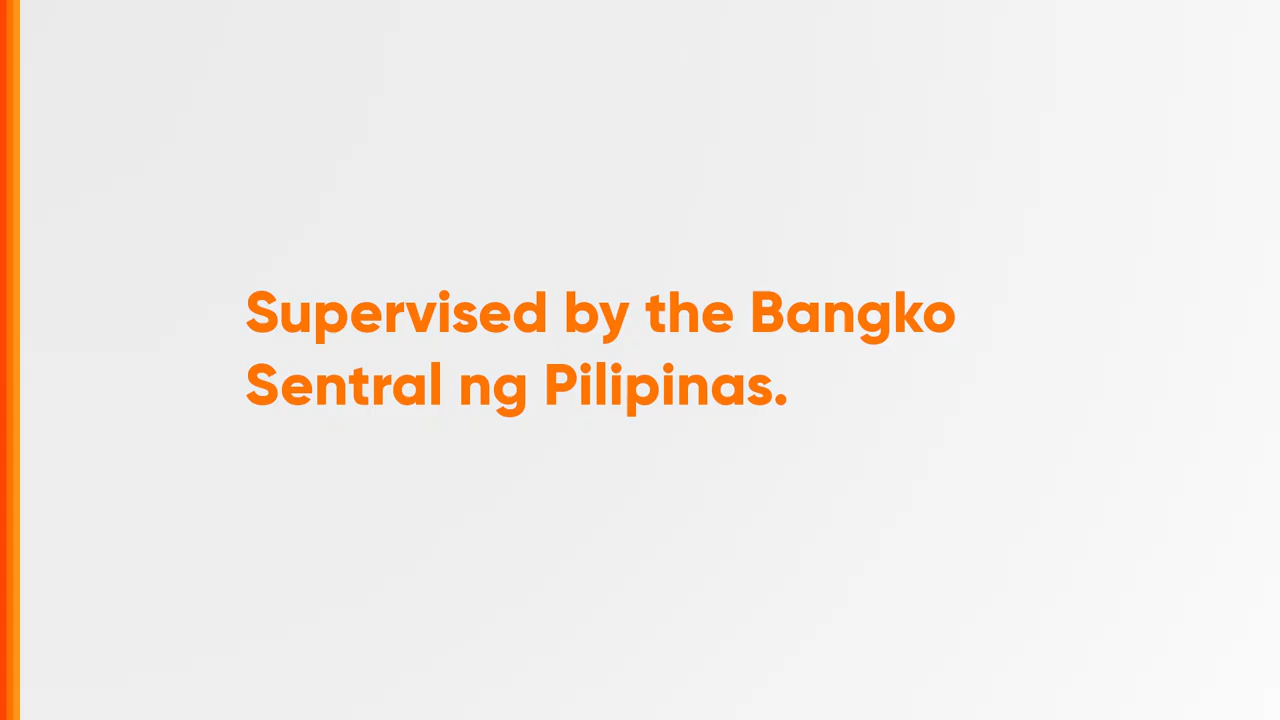 Supervised by the Bangko
Sentral ng Pilipinas.